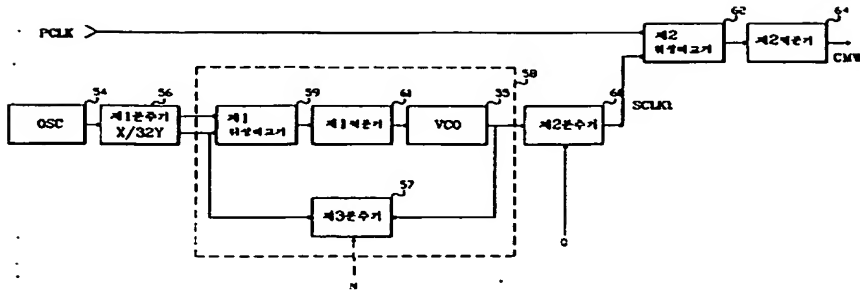 PCLK
제2
위상비교기
62
제2적분기
64
CMW
OSC
54
제1분주기
X/32Y
56
제1
위상비교기
59
제1적분기
61
VCO
55
58
제2분주기
SCLK1
제3분주기
57
N